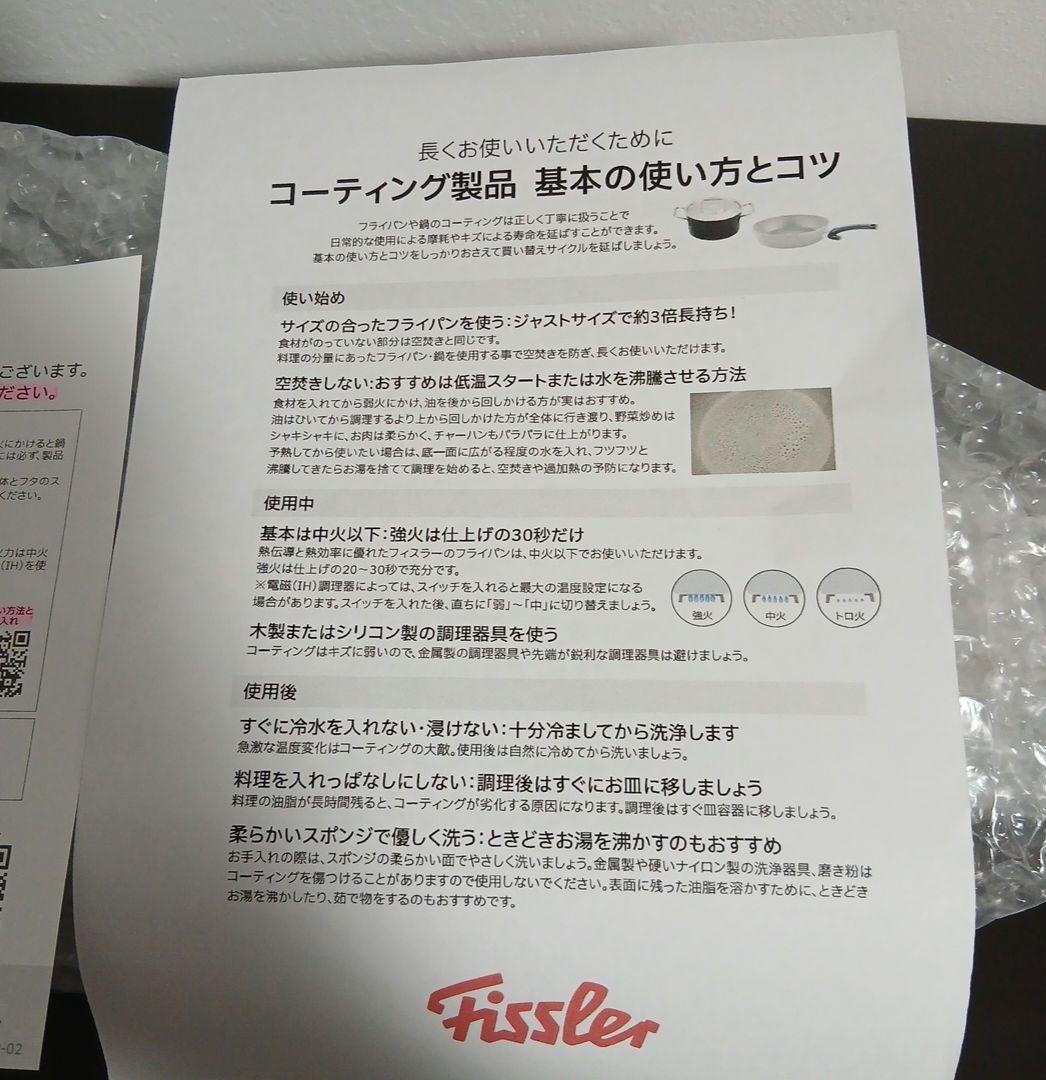 長くお使いいただくために
コーティング製品 基本の使い方とコツ
フライパンや鍋のコーティングは正しく丁寧に扱うことで
日常的な使用による摩耗やキズによる寿命を延ばすことができます。
基本の使い方とコツをしっかりおさえて買い替えサイクルを延ばしましょう。
使い始め
サイズの合ったフライパンを使う:ジャストサイズで約3倍長持ち!
食材がのっていない部分は空焚きと同じです。
料理の分量にあったフライパン・鍋を使用する事で空焚きを防ぎ、長くお使いいただけます。
空焚きしない:おすすめは低温スタートまたは水を沸騰させる方法
食材を入れてから弱火にかけ、油を後から回しかける方が実はおすすめ。
油はひいてから調理するより上から回しかけた方が全体に行き渡り、野菜炒めは
シャキシャキに、お肉は柔らかく、チャーハンもパラパラに仕上がります。
予熱してから使いたい場合は、底一面に広がる程度の水を入れ、フツフツと
沸騰してきたらお湯を捨てて調理を始めると、空焚きや過加熱の予防になります。
使用中
基本は中火以下:強火は仕上げの30秒だけ
熱伝導と熱効率に優れたフィスラーのフライパンは、中火以下でお使いいただけます。
強火は仕上げの20～30秒で充分です。
※電磁(IH)調理器によっては、スイッチを入れると最大の温度設定になる
場合があります。スイッチを入れた後、直ちに「弱」～「中」に切り替えましょう。
強火
中火
トロ火
木製またはシリコン製の調理器具を使う
コーティングはキズに弱いので、金属製の調理器具や先端が鋭利な調理器具は避けましょう。
使用後
すぐに冷水を入れない・浸けない:十分冷ましてから洗浄します
急激な温度変化はコーティングの大敵。使用後は自然に冷めてから洗いましょう。
料理を入れっぱなしにしない:調理後はすぐにお皿に移しましょう
料理の油脂が長時間残ると、コーティングが劣化する原因になります。調理後はすぐ皿容器に移しましょう。
柔らかいスポンジで優しく洗う:ときどきお湯を沸かすのもおすすめ
お手入れの際は、スポンジの柔らかい面でやさしく洗いましょう。金属製や硬いナイロン製の洗浄器具、磨き粉は
コーティングを傷つけることがありますので使用しないでください。表面に残った油脂を溶かすために、ときどき
お湯を沸かしたり、茹で物をするのもおすすめです。
Fissler
ございます。
ださい。
火にかけると鍋
には必ず、製品
体とフタのス
ください。
火力は中火
(IH)を使
い方法と
入れ
-02